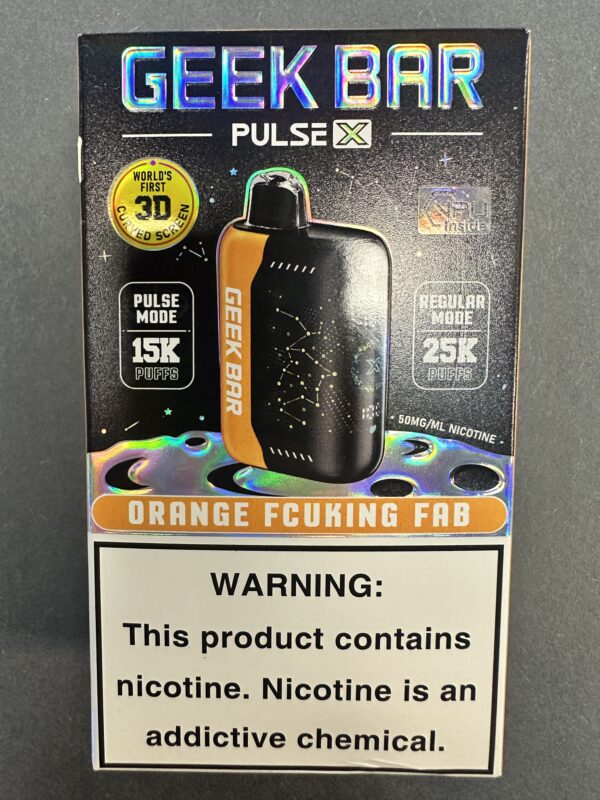 GEEK BAR
PULSE X
WORLD'S
FIRST
3D
CURVED SCREEN
CPU
inside
PULSE
MODE
15K
PUFFS
REGULAR
MODE
25K
PUFFS
GEEK BAR
50MG/ML NICOTINE
ORANGE FCUKING FAB
WARNING:
This product contains
nicotine. Nicotine is an
addictive chemical.